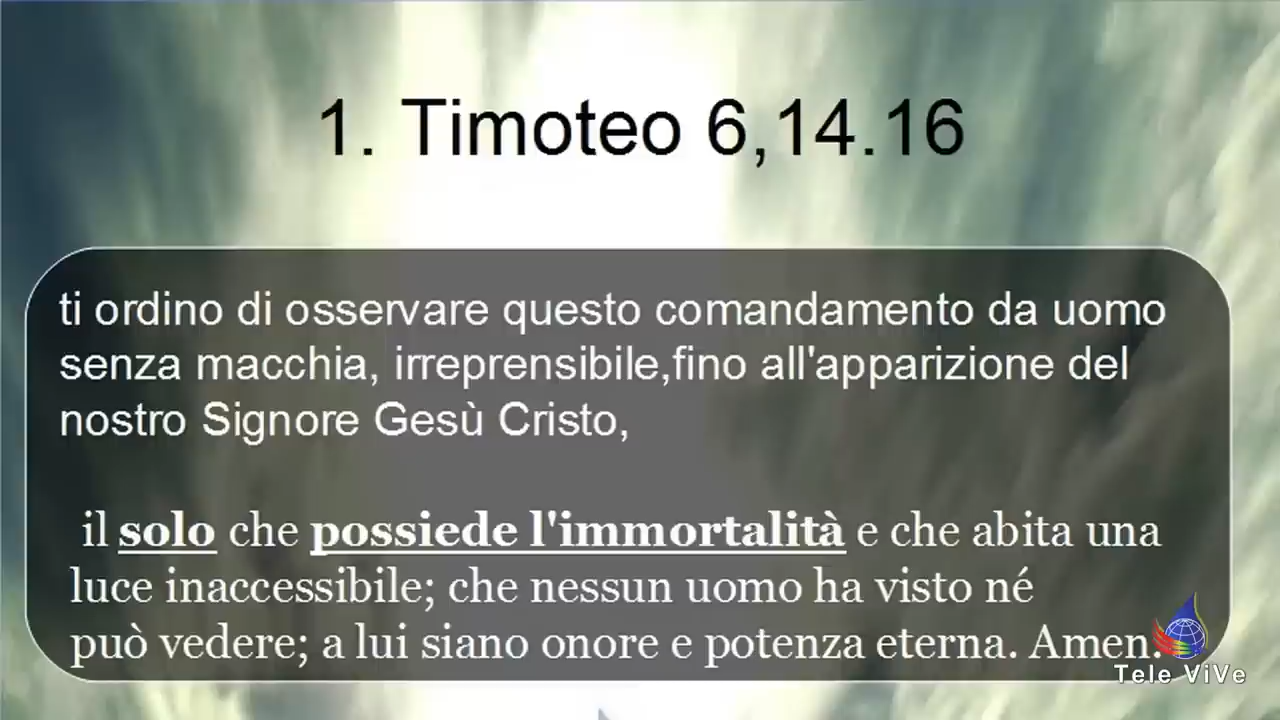 1. Timoteo 6,14.16
ti ordino di osservare questo comandamento da uomo
senza macchia, irreprensibile,fino all'apparizione del
nostro Signore Gesù Cristo,
il solo che possiede l'immortalità e che abita una
luce inaccessibile; che nessun uomo ha visto né
può vedere; a lui siano onore e potenza eterna. Amen.
Tele ViVe